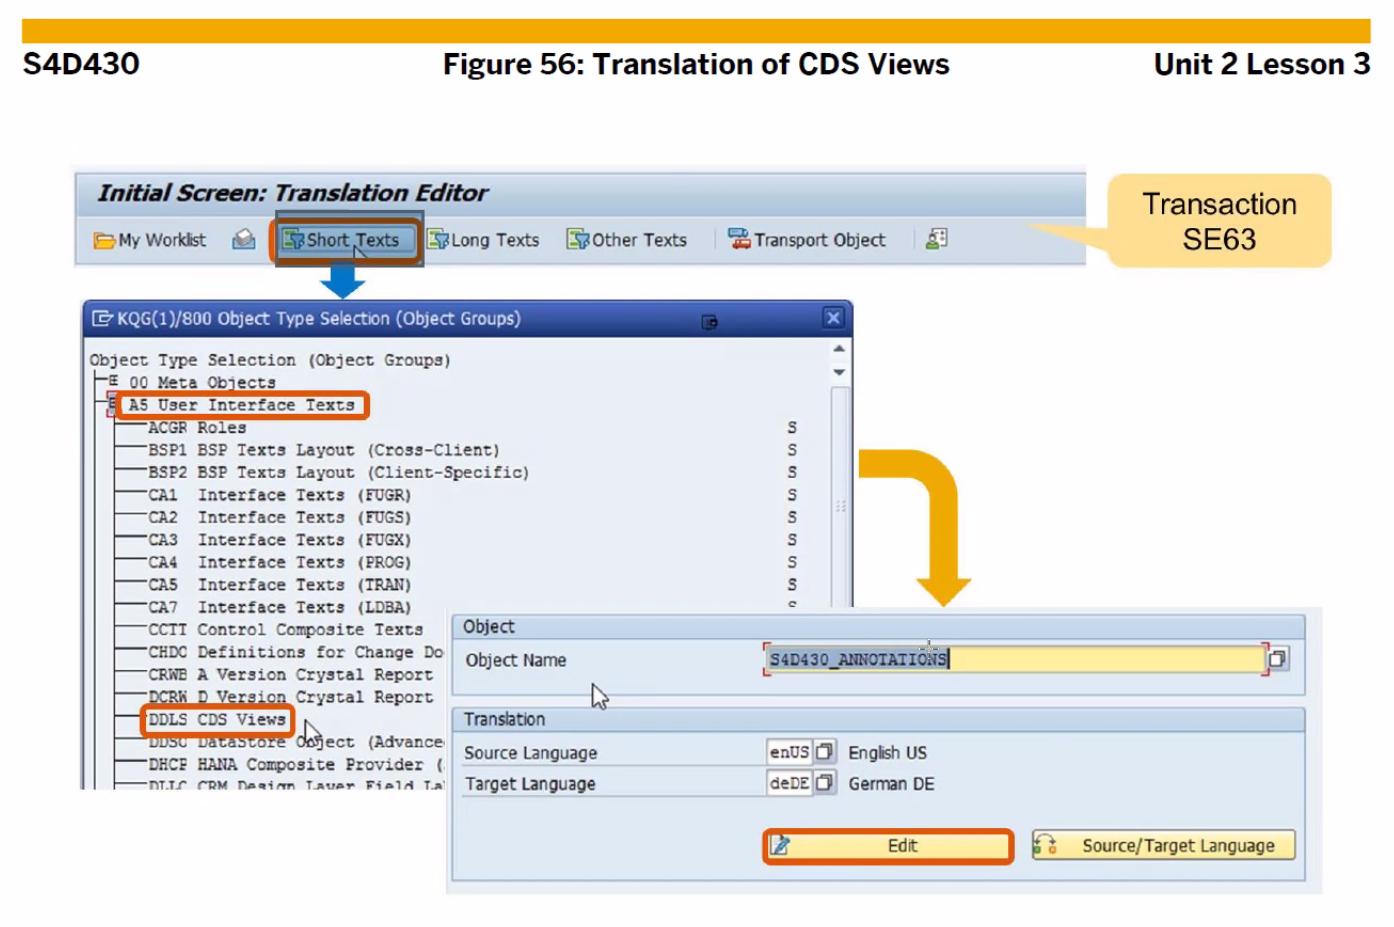 S4D430 Figure 56: Translation of CDS Views Unit 2 Lesson 3
Initial Screen: Translation Editor
My Worklist Short Texts Long Texts Other Texts Transport Object
Transaction
SE63
KQG(1)/800 Object Type Selection (Object Groups)
Object Type Selection (Object Groups)
00 Meta Objects
A5 User Interface Texts
ACGR Roles S
BSP1 BSP Texts Layout (Cross-Client) S
BSP2 BSP Texts Layout (Client-Specific) S
CA1 Interface Texts (FUGR) S
CA2 Interface Texts (FUGS) S
CA3 Interface Texts (FUGX) S
CA4 Interface Texts (PROG) S
CA5 Interface Texts (TRAN) S
CA7 Interface Texts (LDBA) S
CCTI Control Composite Texts
CHDO Definitions for Change Do
CRWB A Version Crystal Report
DCRW D Version Crystal Report
DDLS CDS Views
DDSO DataStore Object (Advance
DHCP HANA Composite Provider (
CRM Design Layer Field La
Object
Object Name S4D430_ANNOTATIONS
Translation
Source Language enUS English US
Target Language deDE German DE
Edit Source/Target Language